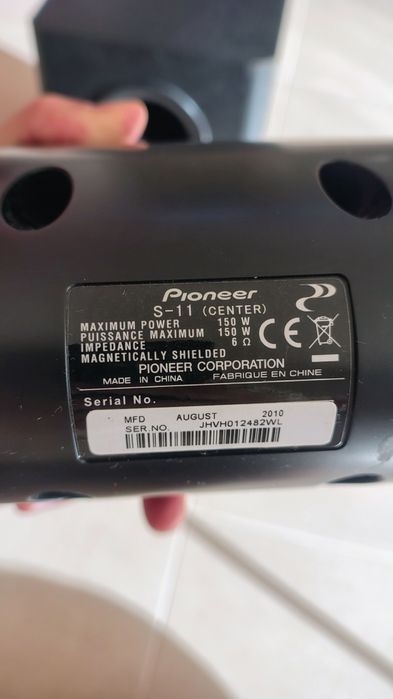 Pioneer
S-11 (CENTER)
MAXIMUM POWER 150 W
PUISSANCE MAXIMUM 150 W
IMPEDANCE 6 Ω
MAGNETICALLY SHIELDED
CE
PIONEER CORPORATION
MADE IN CHINA FABRIQUE EN CHINE
Serial No.
MFD AUGUST 2010
SER.NO. JHVH012482WL